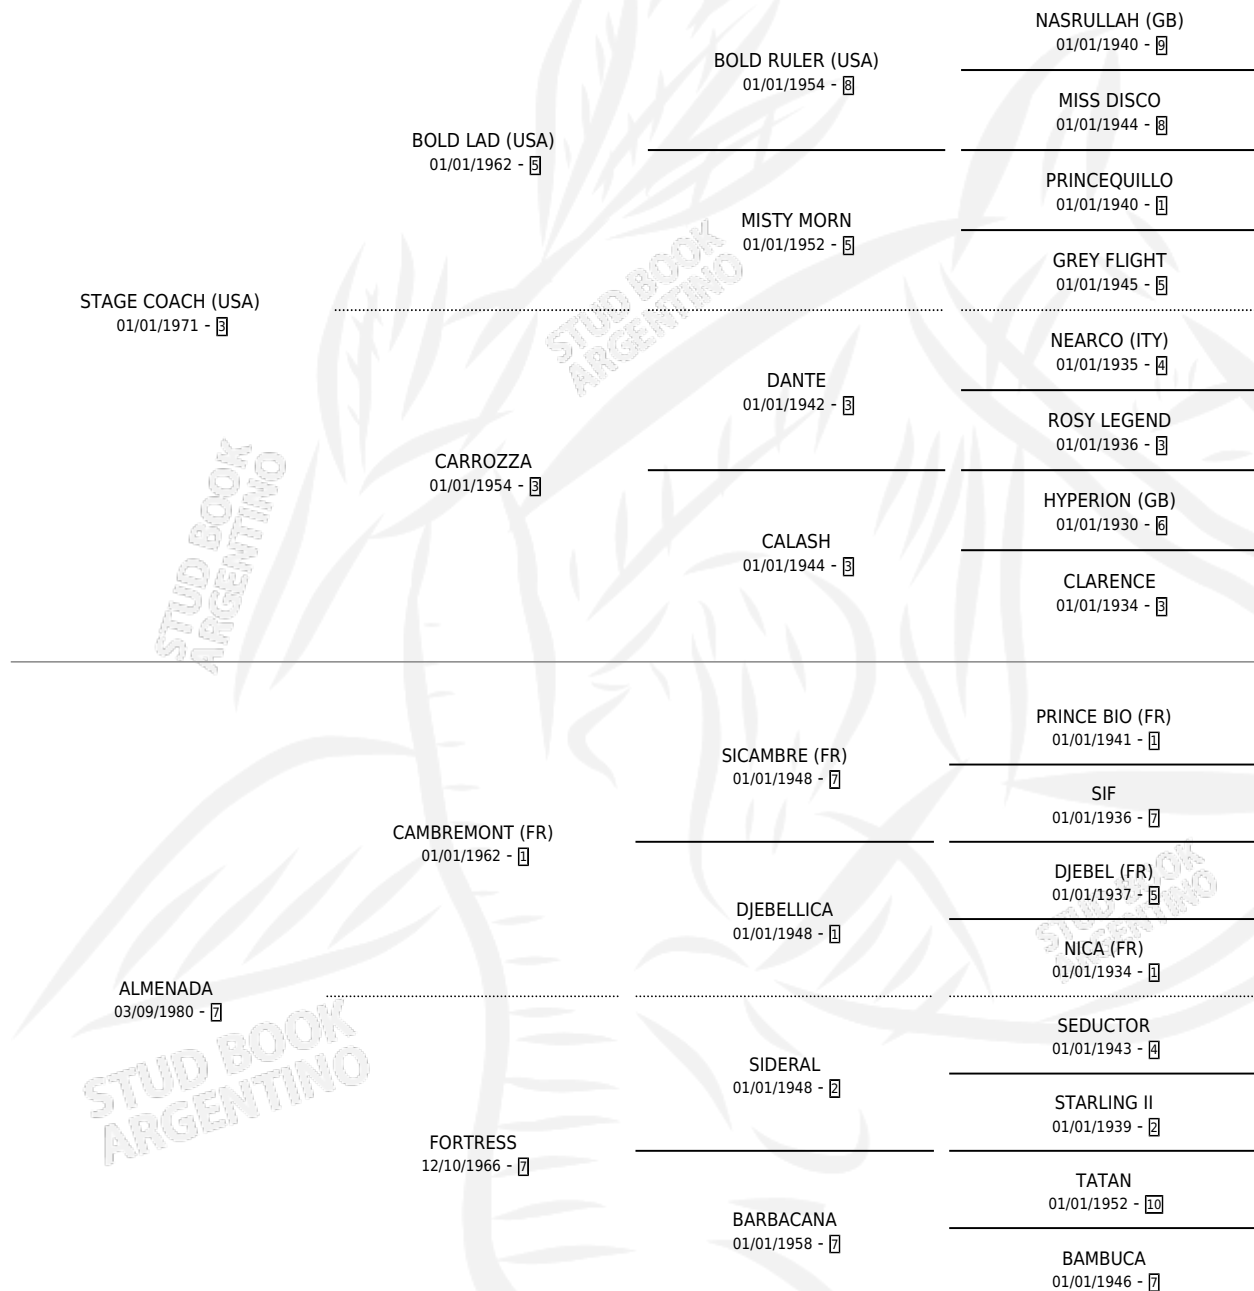 NASRULLAH (GB)
01/01/1940 - 9
BOLD RULER (USA)
01/01/1954 - 8
MISS DISCO
01/01/1944 - 8
BOLD LAD (USA)
01/01/1962 - 5
PRINCEQUILLO
01/01/1940 - 1
MISTY MORN
01/01/1952 - 5
GREY FLIGHT
01/01/1945 - 5
STAGE COACH (USA)
01/01/1971 - 3
NEARCO (ITY)
01/01/1935 - 4
DANTE
01/01/1942 - 3
ROSY LEGEND
01/01/1936 - 3
CARROZZA
01/01/1954 - 3
HYPERION (GB)
01/01/1930 - 6
CALASH
01/01/1944 - 3
CLARENCE
01/01/1934 - 3
PRINCE BIO (FR)
01/01/1941 - 1
SICAMBRE (FR)
01/01/1948 - 7
SIF
01/01/1936 - 7
CAMBREMONT (FR)
01/01/1962 - 1
DJEBEL (FR)
01/01/1937 - 5
DJEBELLICA
01/01/1948 - 1
NICA (FR)
01/01/1934 - 1
ALMENADA
03/09/1980 - 7
SEDUCTOR
01/01/1943 - 4
SIDERAL
01/01/1948 - 2
STARLING II
01/01/1939 - 2
FORTRESS
12/10/1966 - 7
TATAN
01/01/1952 - 10
BARBACANA
01/01/1958 - 7
BAMBUCA
01/01/1946 - 7
STUD BOOK
ARGENTINO
STUD BOOK
ARGENTINO
STUD BOOK
ARGENTINO
STUD BOOK
ARGENTINO